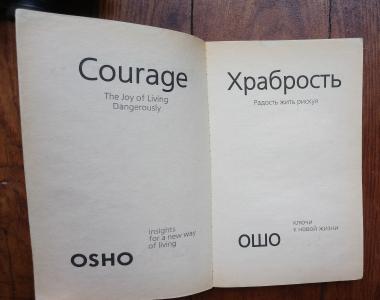 Courage
The Joy of Living
Dangerously
insights
for a new way
of living
OSHO
Храбрость
Радость жить рискуя
ключи
к новой жизни
ОШО